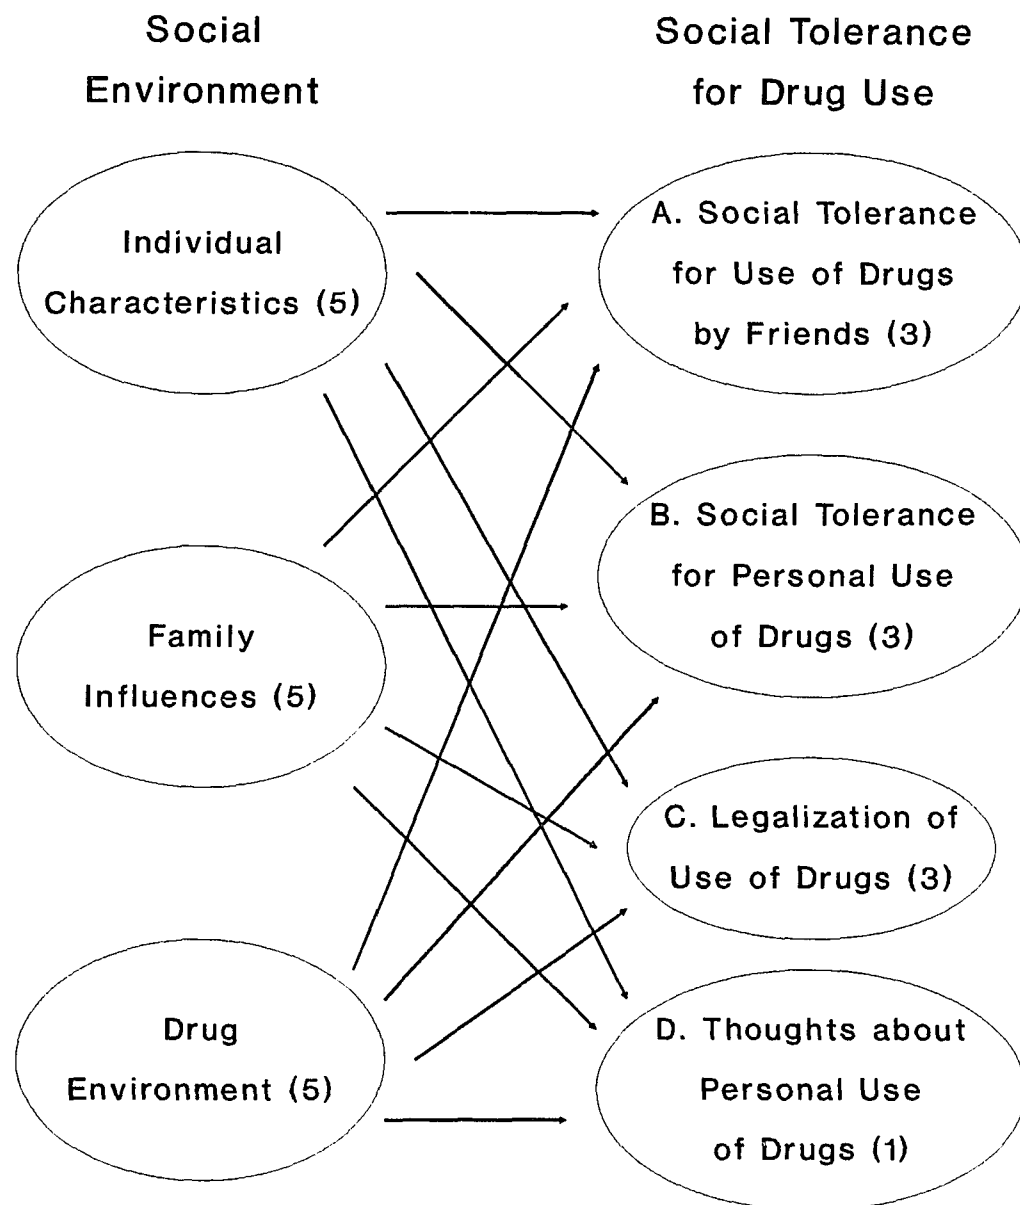 Social
Environment
Social Tolerance
for Drug Use
Individual
Characteristics (5)
Family
Influences (5)
Drug
Environment (5)
A. Social Tolerance
for Use of Drugs
by Friends (3)
B. Social Tolerance
for Personal Use
of Drugs (3)
C. Legalization of
Use of Drugs (3)
D. Thoughts about
Personal Use
of Drugs (1)